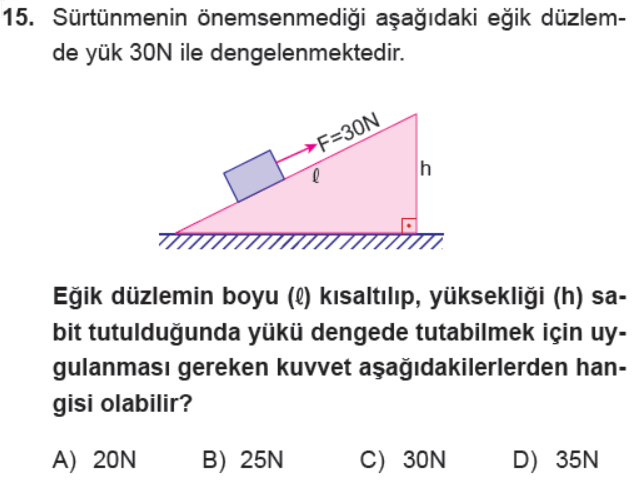 15. Sürtünmenin önemsenmediği aşağıdaki eğik düzlem-
de yük 30N ile dengelenmektedir.
F=30N
ℓ
h
Eğik düzlemin boyu (ℓ) kısaltılıp, yüksekliği (h) sa-
bit tutulduğunda yükü dengede tutabilmek için uy-
gulanması gereken kuvvet aşağıdakilerlerden han-
gisi olabilir?
A) 20N B) 25N C) 30N D) 35N